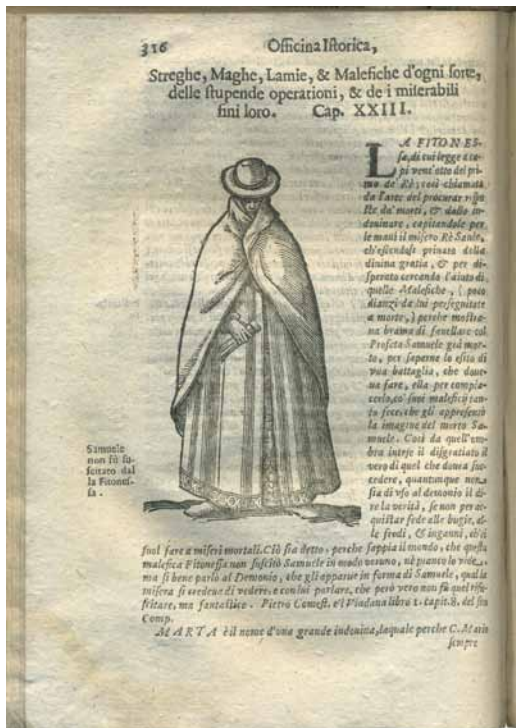 316 Officina Istorica,
Streghe, Maghe, Lamie, & Malefiche d'ogni sorte,
delle stupende operationi, & de i miserabili
fini loro. Cap. XXIII.
LA FITONES-
sa, di cui si legge a ca-
pi vent'otto del pri-
mo de' Rè; così chiamata
da l'arte del procurar rispo
ste da' morti, & dallo in-
douinare, capitandole per
le mani il misero Rè Saule,
ch'essendosi priuato della
diuina gratia, & per di-
sperato cercando l'aiuto di
quelle Malefiche, (poco
dianzi da lui perseguitate
a morte,) perche mostra-
ua brama di fauellare col
Profeta Samuele già mor-
to, per saperne lo esito di
vna battaglia, che doue-
ua fare, ella per compia-
cerlo, co' suoi maleficij tan-
to fece, che gli appresentò
la imagine del morto Sa-
muele. Così da quell'om-
bra intese il disgratiato il
vero di quel che douea suc-
cedere, quantunque non
sia di vso al demonio il di-
re la verità, se non per ac-
quistar fede alle bugie, al-
le frodi, & inganni, ch'ei
suol fare a miseri mortali. Ciò sia detto, perche sappia il mondo, che questa
malefica Fitonessa non suscitò Samuele in modo veruno, nè pianco lo vide,
ma si bene parlò al Demonio, che gli apparue in forma di Samuele, qual la
misera si credeua di vedere, e con lui parlare, che però vero non fù quel risu-
scitare, ma fantastico. Pietro Comest. e'l Viadana libro 1. capit. 8. del suo
Comp.
MARTA è il nome d'vna grande indouina, laquale perche C. Mario
sempre
Samuele
non fù su-
scitato dal
la Fitones-
sa.